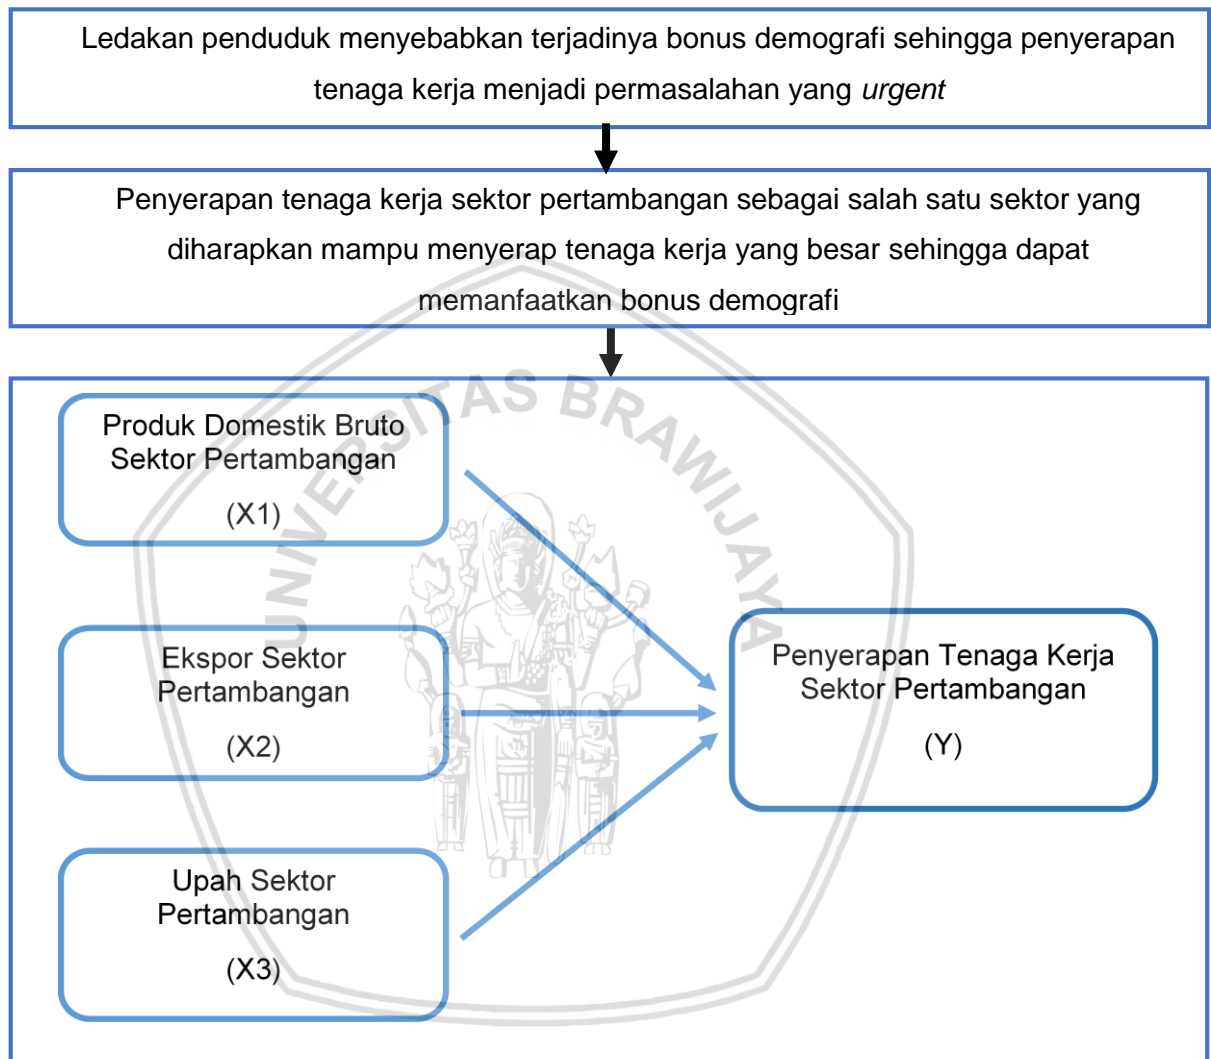 Ledakan penduduk menyebabkan terjadinya bonus demografi sehingga penyerapan
tenaga kerja menjadi permasalahan yang urgent
Penyerapan tenaga kerja sektor pertambangan sebagai salah satu sektor yang
diharapkan mampu menyerap tenaga kerja yang besar sehingga dapat
memanfaatkan bonus demografi
UNIVERSITAS BRAWIJAYA
Produk Domestik Bruto
Sektor Pertambangan
(X1)
Ekspor Sektor
Pertambangan
(X2)
Penyerapan Tenaga Kerja
Sektor Pertambangan
(Y)
Upah Sektor
Pertambangan
(X3)